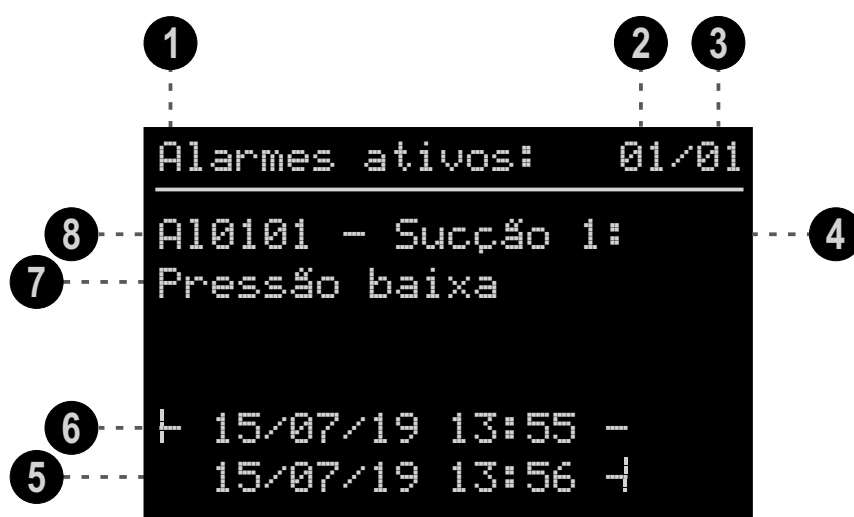 1 2 3
Alarmes ativos: 01/01
8 Al0101 - Sucção 1: 4
7 Pressão baixa
6 ⊢ 15/07/19 13:55 -
5 15/07/19 13:56 ⊣